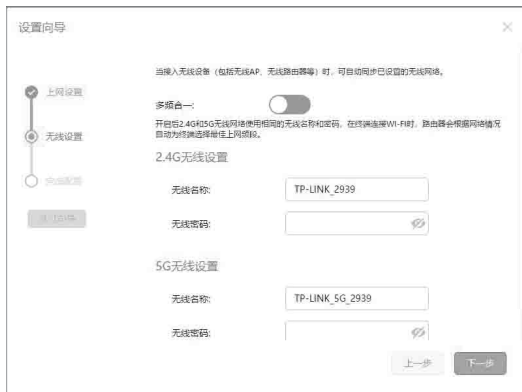 设置向导
当接入无线设备（包括无线AP、无线路由器等）时，可自动同步已设置的无线网络。
上网设置
多频合一：
开启后2.4G和5G无线网络使用相同的无线名称和密码，在终端连接WI-FI时，路由器会根据网络情况
自动为终端选择最佳上网频段。
无线设置
2.4G无线设置
完成配置
无线名称：
TP-LINK_2939
无线密码：
5G无线设置
无线名称：
TP-LINK_5G_2939
无线密码：
上一步
下一步